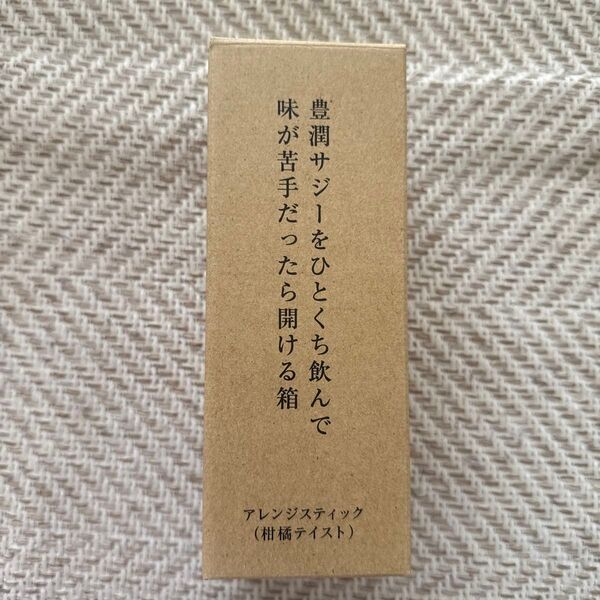 豊潤サジーをひとくち飲んで
味が苦手だったら開ける箱
アレンジスティック
（柑橘テイスト）